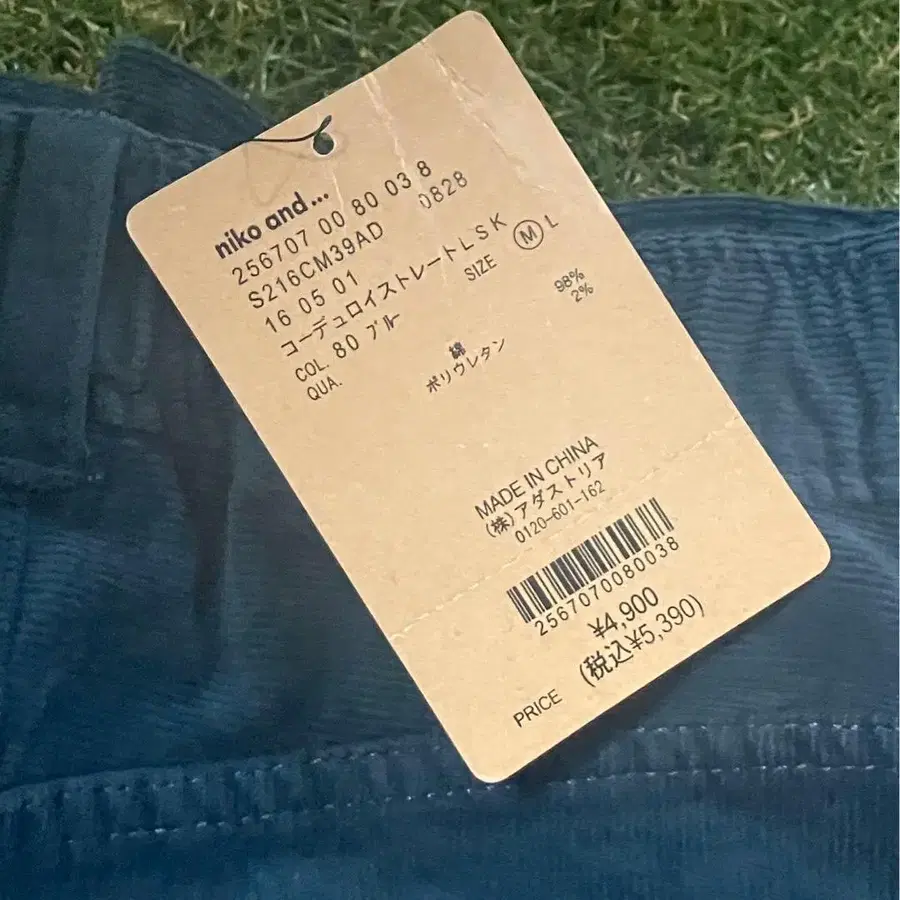 niko and...
256707 00 80 03 8
S216CM39AD 0828
16 05 01
コーデュロイストレートLSK
COL. 80 ブルー SIZE M L
QUA.
綿 98%
ポリウレタン 2%
MADE IN CHINA
(株)アダストリア
0120-601-162
2567070080038
¥4,900
(税込¥5,390)
PRICE